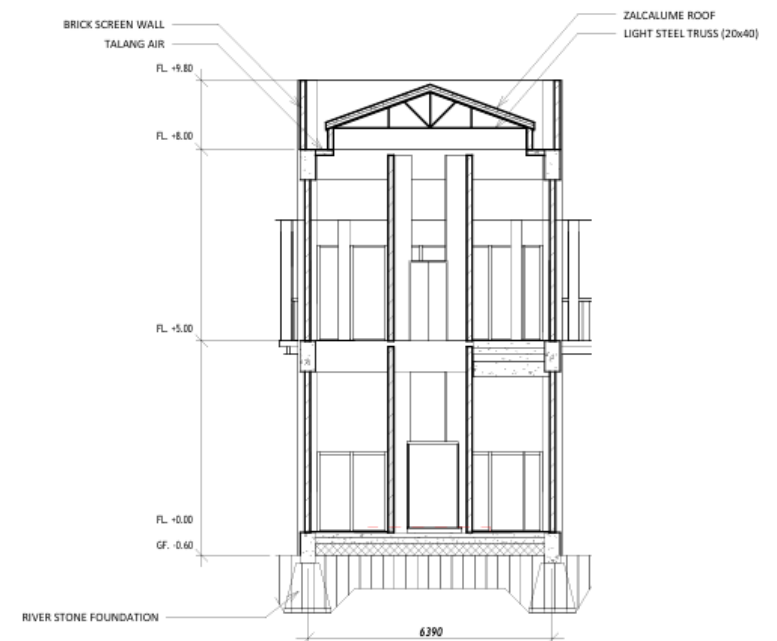 BRICK SCREEN WALL
ZALCALUME ROOF
TALANG AIR
LIGHT STEEL TRUSS (20x40)
FL. +9.80
FL. +8.00
FL. +5.00
FL. +0.00
GF. -0.60
RIVER STONE FOUNDATION
6390